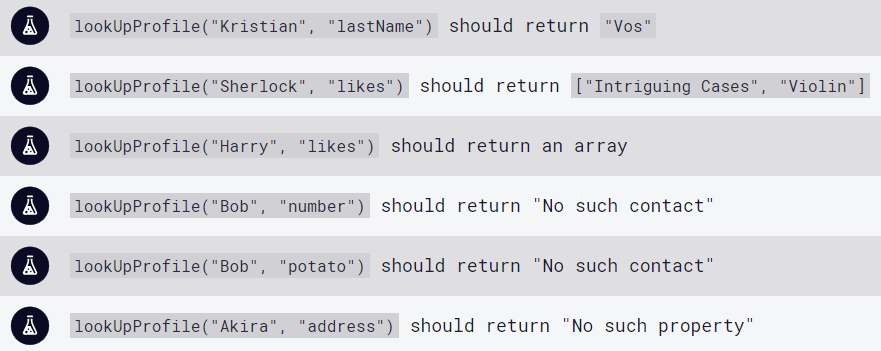 lookUpProfile("Kristian", "lastName") should return "Vos"
lookUpProfile("Sherlock", "likes") should return ["Intriguing Cases", "Violin"]
lookUpProfile("Harry", "likes") should return an array
lookUpProfile("Bob", "number") should return "No such contact"
lookUpProfile("Bob", "potato") should return "No such contact"
lookUpProfile("Akira", "address") should return "No such property"